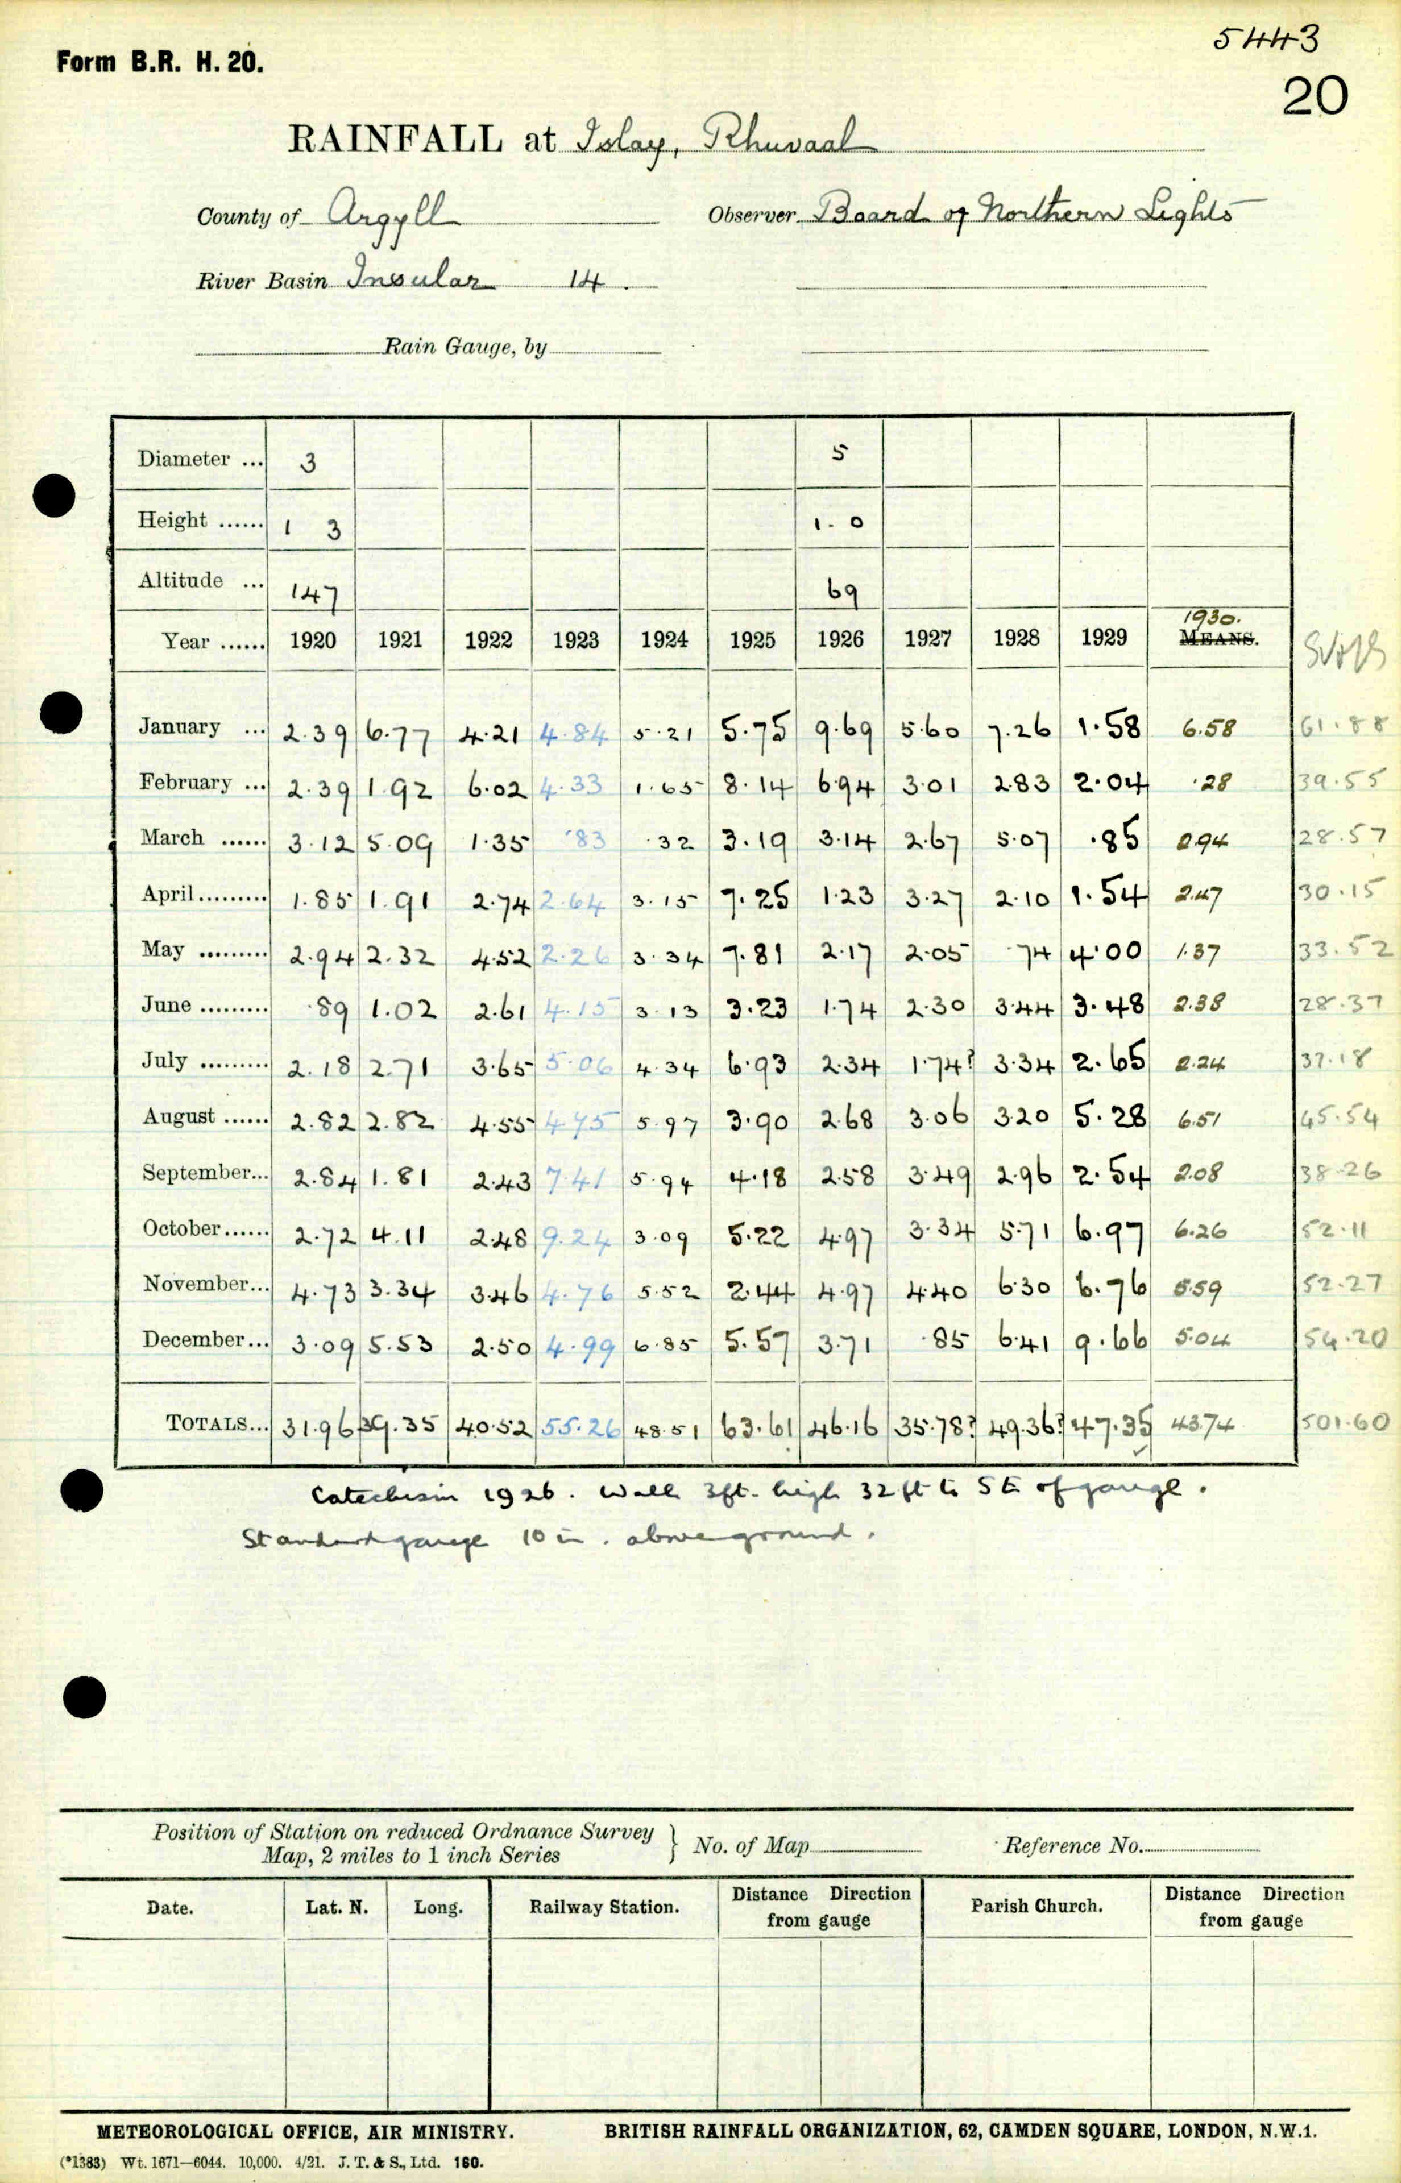 5443
Form B.R. H. 20.
20
RAINFALL at Islay, Rhuvaal
County of Argyll Observer Board of Northern Lights
River Basin Insular 14.
Rain Gauge, by
Diameter ... 3 5
Height ...... 1 3 1-0
Altitude ... 147 69
1930.
Year ...... 1920 1921 1922 1923 1924 1925 1926 1927 1928 1929 MEANS.
January ... 2.39 6.77 4.21 4.84 5.21 5.75 9.69 5.60 7.26 1.58 6.58 61.88
February ... 2.39 1.92 6.02 4.33 1.65 8.14 6.94 3.01 2.83 2.04 .28 39.55
March ...... 3.12 5.09 1.35 .83 .32 3.19 3.14 2.67 5.07 .85 2.94 28.57
April ......... 1.85 1.91 2.74 2.64 3.15 7.25 1.23 3.27 2.10 1.54 2.47 30.15
May ......... 2.94 2.32 4.52 2.26 3.34 7.81 2.17 2.05 .74 4.00 1.37 33.52
June ......... .89 1.02 2.61 4.15 3.13 3.23 1.74 2.30 3.44 3.48 2.38 28.37
July ......... 2.18 2.71 3.65 5.06 4.34 6.93 2.34 1.74? 3.34 2.65 2.24 37.18
August ...... 2.82 2.82 4.55 4.75 5.97 3.90 2.68 3.06 3.20 5.28 6.51 45.54
September... 2.84 1.81 2.43 7.41 5.94 4.18 2.58 3.49 2.96 2.54 2.08 38.26
October ...... 2.72 4.11 2.48 9.24 3.09 5.22 4.97 3.34 5.71 6.97 6.26 52.11
November... 4.73 3.34 3.46 4.76 5.52 2.44 4.97 4.40 6.30 6.76 5.59 52.27
December... 3.09 5.53 2.50 4.99 6.85 5.57 3.71 .85 6.41 9.66 5.04 54.20
TOTALS... 31.96 39.35 40.52 55.26 48.51 63.61 46.16 35.78? 49.36? 47.35 43.74 501.60
Catechism 1926. Wall 3ft. high 32 ft to SE of gauge.
Standard gauge 10 in. above ground.
Position of Station on reduced Ordnance Survey
Map, 2 miles to 1 inch Series } No. of Map Reference No.
Date. Lat. N. Long. Railway Station. Distance Direction from gauge Parish Church. Distance Direction from gauge
METEOROLOGICAL OFFICE, AIR MINISTRY. BRITISH RAINFALL ORGANIZATION, 62, CAMDEN SQUARE, LONDON, N.W.1.
(*1383) Wt. 1671—6044. 10,000. 4/21. J. T. & S., Ltd. 160.